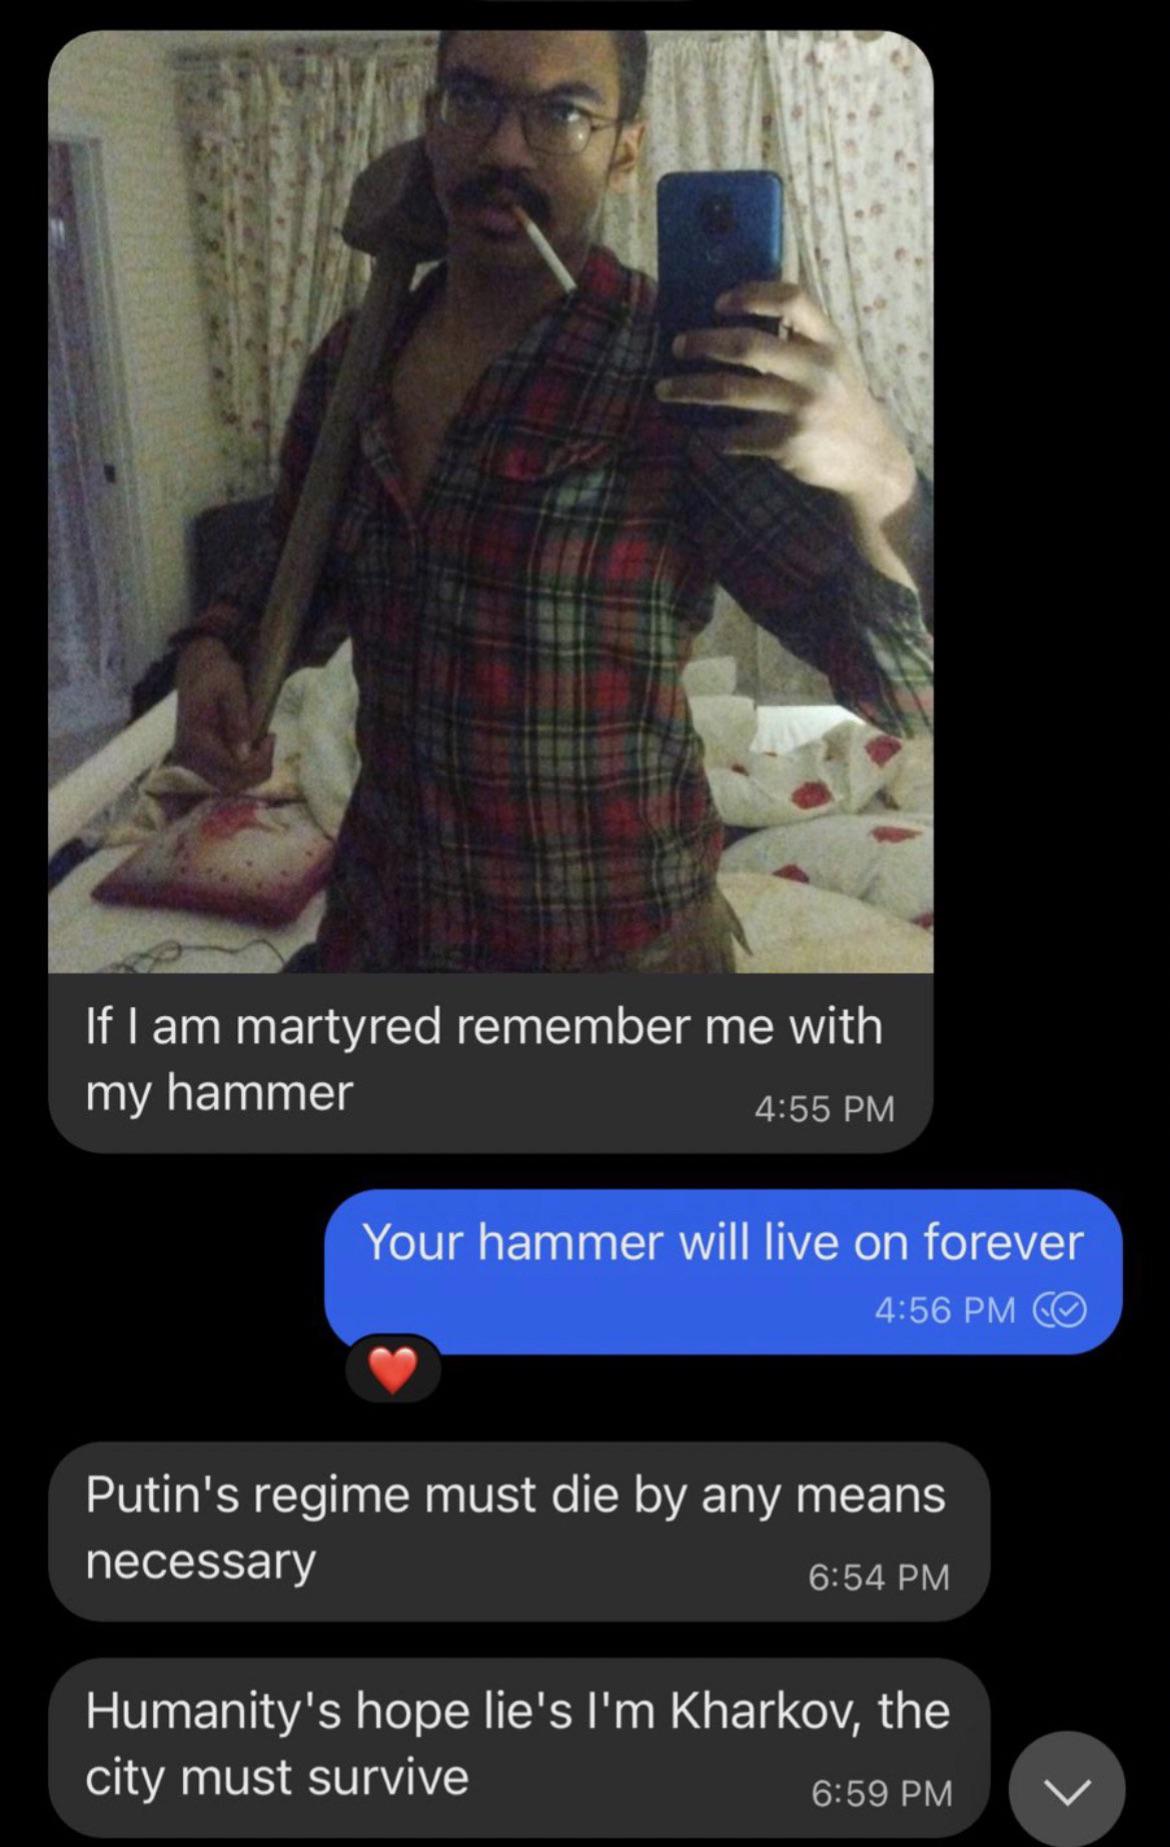 If I am martyred remember me with
my hammer
4:55 PM
Your hammer will live on forever
4:56 PM
Putin's regime must die by any means
necessary
6:54 PM
Humanity's hope lie's I'm Kharkov, the
city must survive
6:59 PM